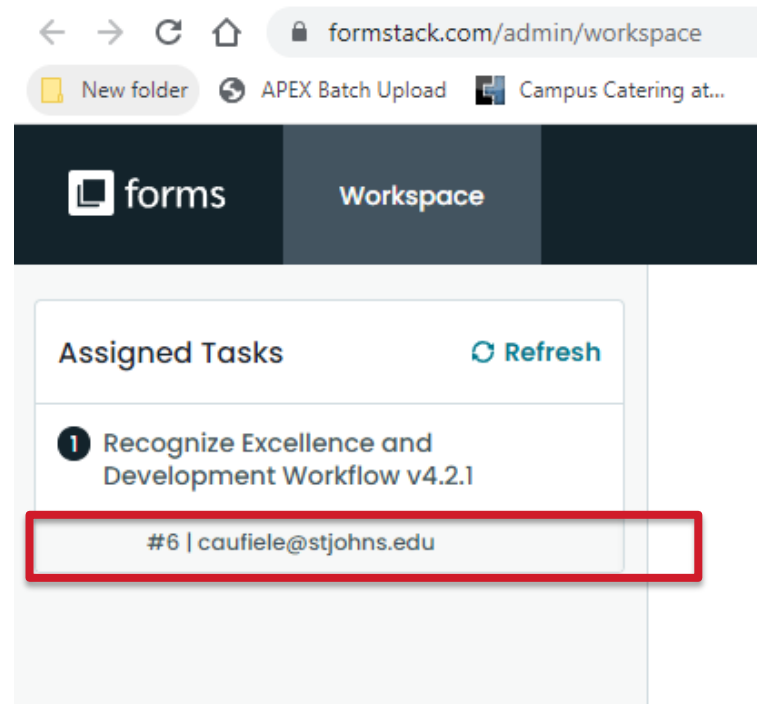 formstack.com/admin/workspace
New folder APEX Batch Upload Campus Catering at...
forms Workspace
Assigned Tasks Refresh
1 Recognize Excellence and
Development Workflow v4.2.1
#6 | caufiele@stjohns.edu